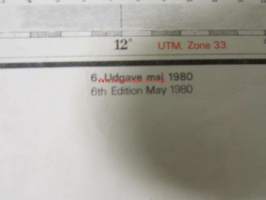 12° UTM, Zone 33
6. Udgave maj 1980
6th Edition May 1980